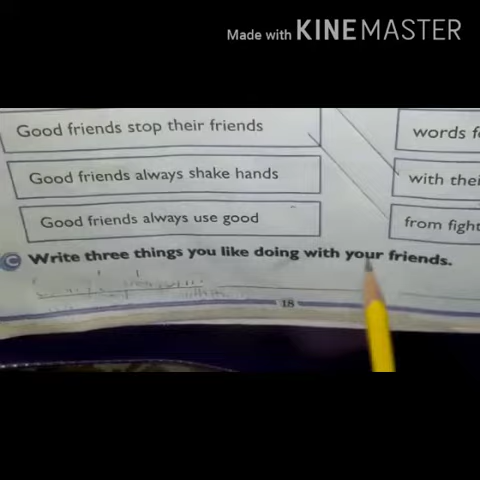 Made with KINEMASTER
Good friends stop their friends
words f
Good friends always shake hands
with thei
Good friends always use good
from fight
C Write three things you like doing with your friends.
18